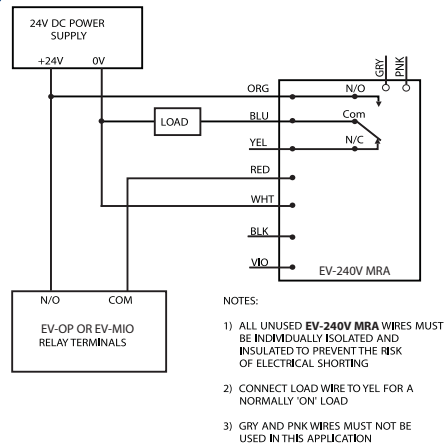 24V DC POWER
SUPPLY
+24V 0V
GRY
PNK
ORG N/O
BLU Com
LOAD
YEL N/C
RED
WHT
BLK
VIO
EV-240V MRA
N/O COM
EV-OP OR EV-MIO
RELAY TERMINALS
NOTES:
1) ALL UNUSED EV-240V MRA WIRES MUST
BE INDIVIDUALLY ISOLATED AND
INSULATED TO PREVENT THE RISK
OF ELECTRICAL SHORTING
2) CONNECT LOAD WIRE TO YEL FOR A
NORMALLY 'ON' LOAD
3) GRY AND PNK WIRES MUST NOT BE
USED IN THIS APPLICATION